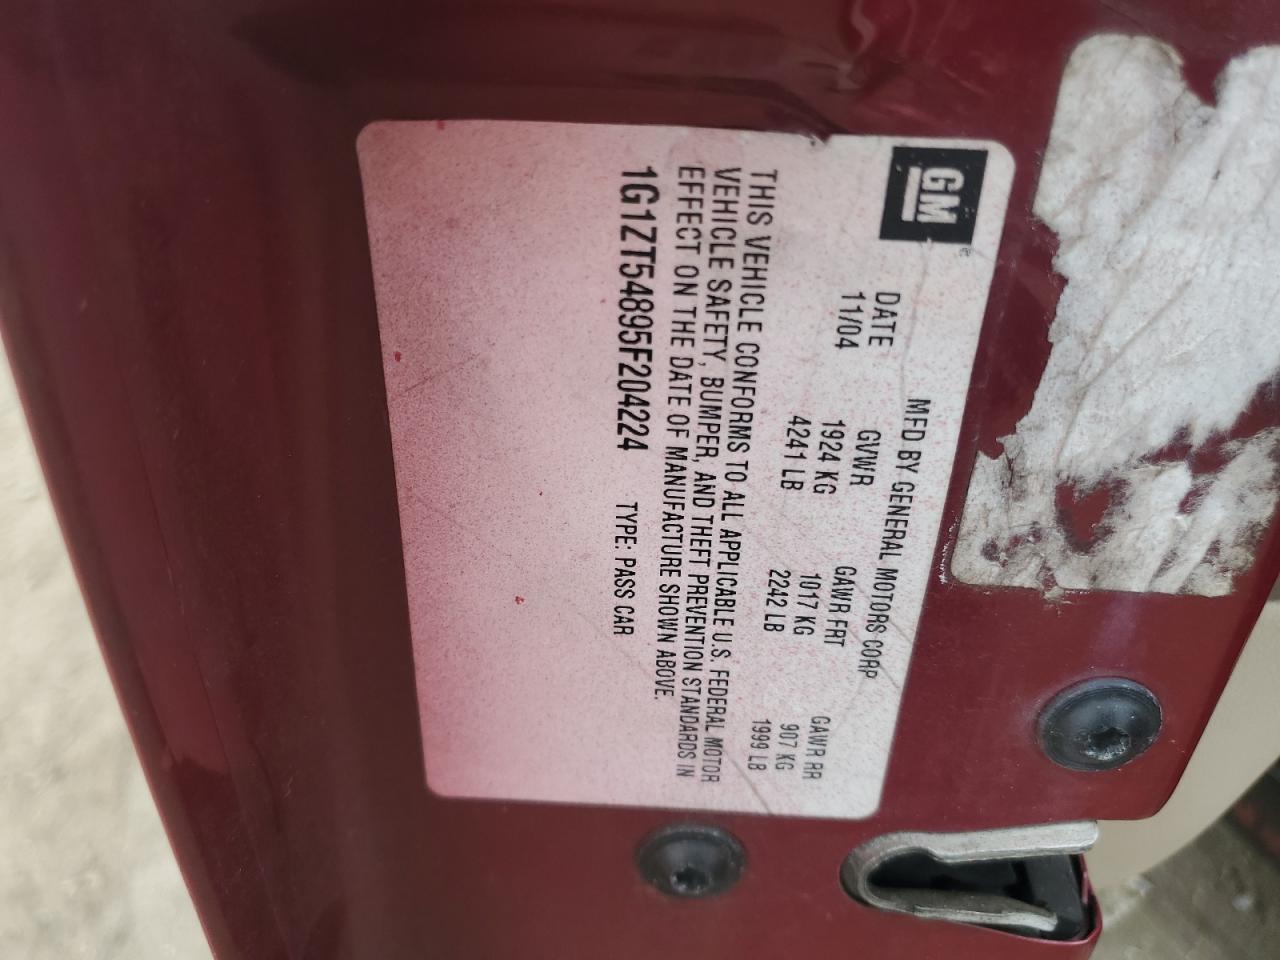 GM
MFD BY GENERAL MOTORS CORP
DATE GVWR GAWR FRT GAWR RR
11/04 1924 KG 1017 KG 907 KG
4241 LB 2242 LB 1999 LB
THIS VEHICLE CONFORMS TO ALL APPLICABLE U.S. FEDERAL MOTOR
VEHICLE SAFETY, BUMPER, AND THEFT PREVENTION STANDARDS IN
EFFECT ON THE DATE OF MANUFACTURE SHOWN ABOVE.
1G1ZT54895F204224 TYPE: PASS CAR